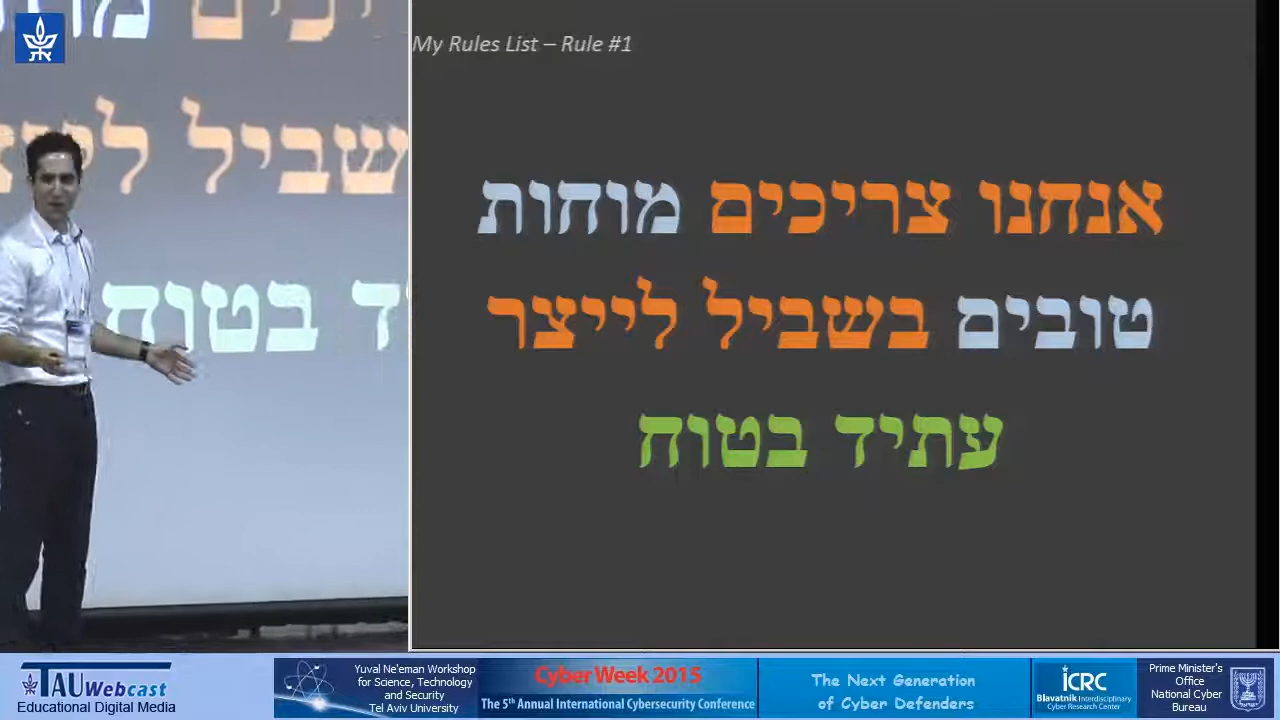 My Rules List – Rule #1
אנחנו צריכים מוחות
טובים בשביל לייצר
עתיד בטוח
בשביל
ד בטוח
TAU Webcast
Educational Digital Media
Yuval Ne'eman Workshop
for Science, Technology
and Security
Tel Aviv University
Cyber Week 2015
The 5th Annual International Cybersecurity Conference
The Next Generation
of Cyber Defenders
ICRC
Blavatnik Interdisciplinary
Cyber Research Center
Prime Minister's
Office
National Cyber
Bureau